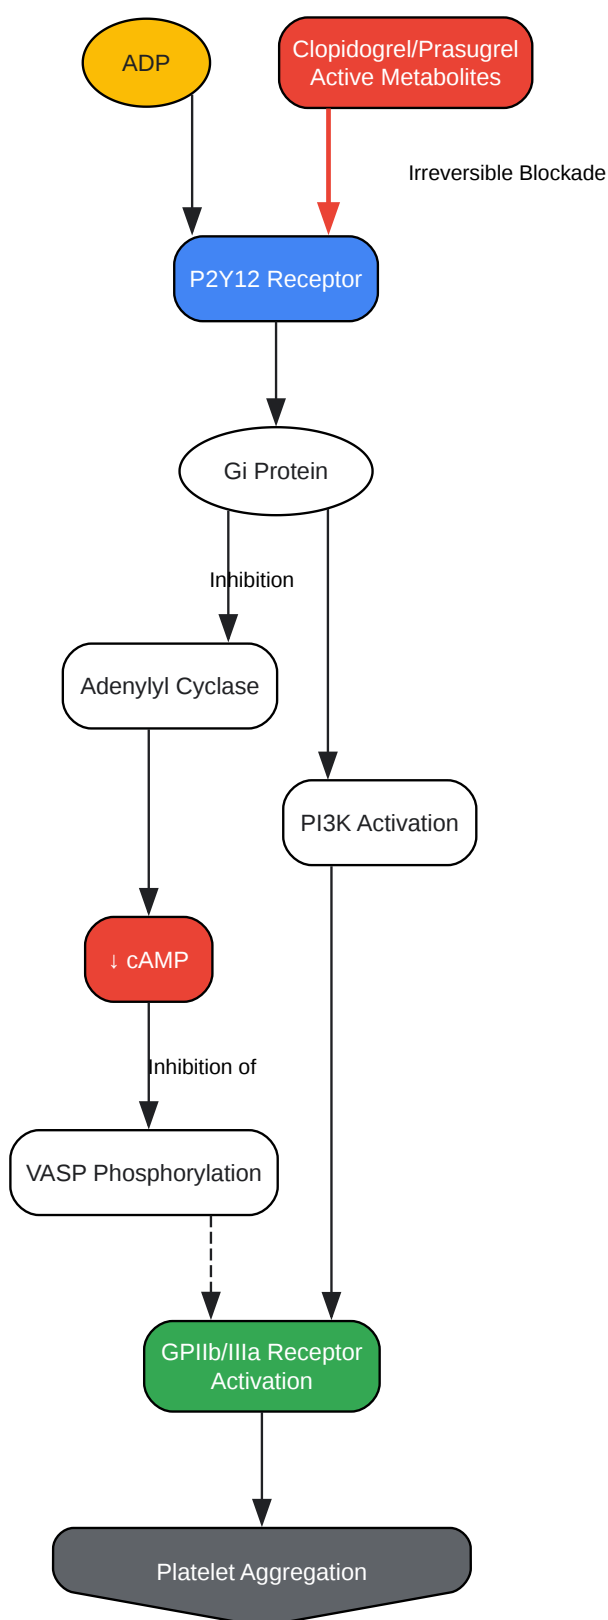 ADP
Clopidogrel/Prasugrel
Active Metabolites
Irreversible Blockade
P2Y12 Receptor
Gi Protein
Inhibition
Adenylyl Cyclase
PI3K Activation
↓ cAMP
Inhibition of
VASP Phosphorylation
GPIIb/IIIa Receptor
Activation
Platelet Aggregation